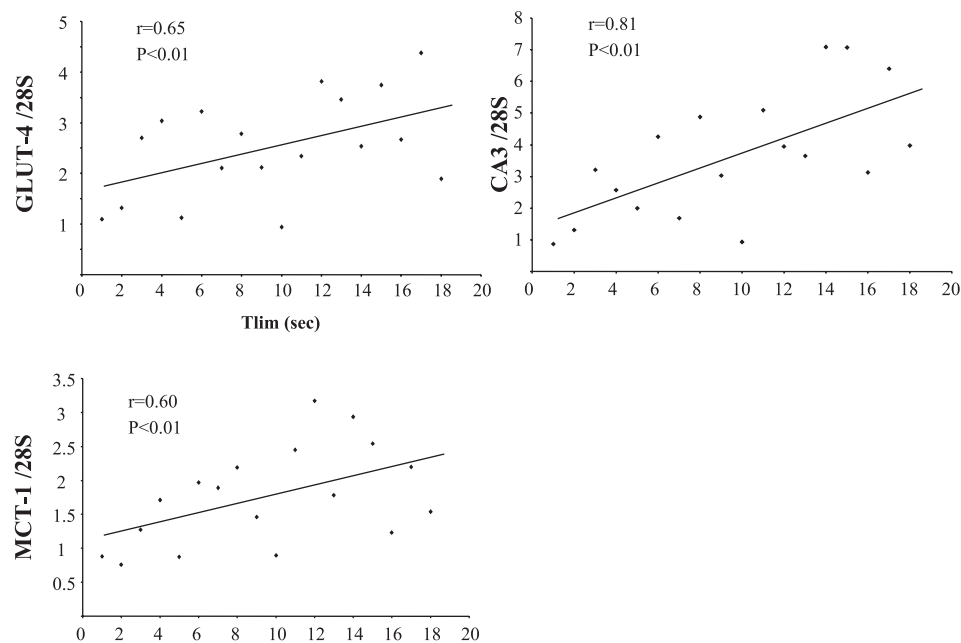 r=0.65
P<0.01
GLUT-4 /28S
5
4
3
2
1
0 2 4 6 8 10 12 14 16 18 20
Tlim (sec)
r=0.81
P<0.01
CA3 /28S
8
7
6
5
4
3
2
1
0 2 4 6 8 10 12 14 16 18 20
r=0.60
P<0.01
MCT-1 /28S
3.5
3
2.5
2
1.5
1
0.5
0 2 4 6 8 10 12 14 16 18 20